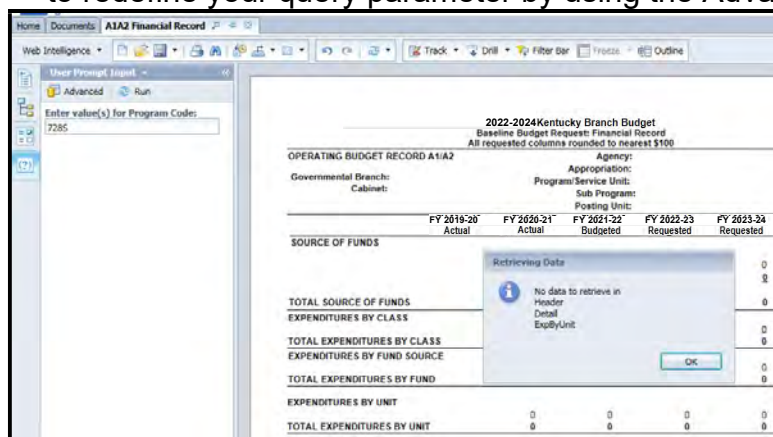 to redefine your query parameter by using the Adva
Home Documents A1A2 Financial Record
Web Intelligence Track Drill Filter Bar Freeze Outline
User Prompt Input
Advanced Run
Enter value(s) for Program Code:
728S
2022-2024Kentucky Branch Budget
Baseline Budget Request: Financial Record
All requested columns rounded to nearest $100
OPERATING BUDGET RECORD A1/A2 Agency:
Appropriation:
Governmental Branch: Program/Service Unit:
Cabinet: Sub Program:
Posting Unit:
FY 2019-20 FY 2020-21 FY 2021-22 FY 2022-23 FY 2023-24
Actual Actual Budgeted Requested Requested
SOURCE OF FUNDS
Retrieving Data
No data to retrieve in
Header
Detail
ExpByUnit
OK
0
0
TOTAL SOURCE OF FUNDS 0
EXPENDITURES BY CLASS
0
TOTAL EXPENDITURES BY CLASS 0
EXPENDITURES BY FUND SOURCE
0
TOTAL EXPENDITURES BY FUND 0
EXPENDITURES BY UNIT
0 0 0 0
TOTAL EXPENDITURES BY UNIT 0 0 0 0